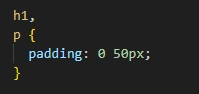 h1,
p {
  padding: 0 50px;
}